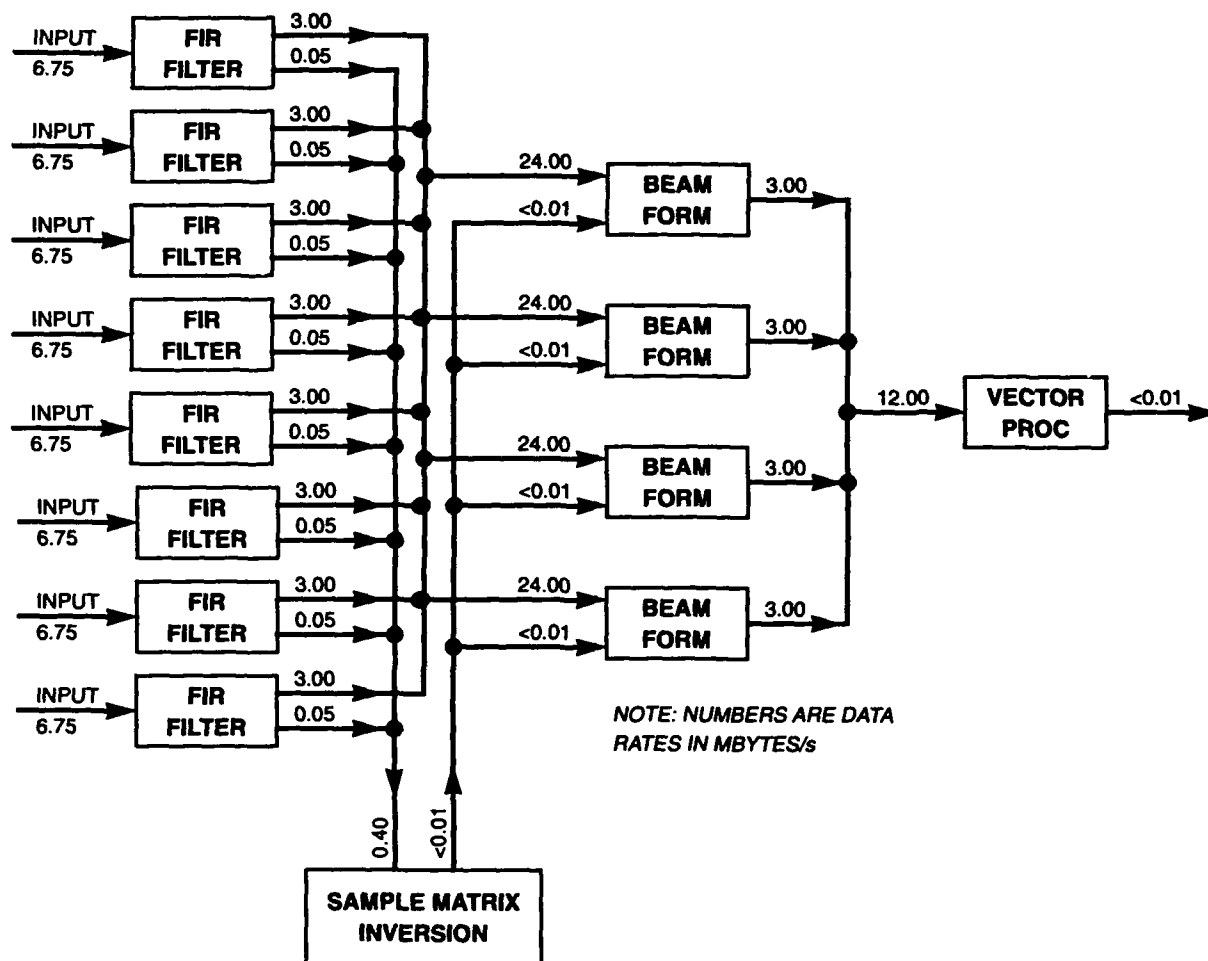 INPUT
6.75
FIR
FILTER
3.00
0.05
INPUT
6.75
FIR
FILTER
3.00
0.05
INPUT
6.75
FIR
FILTER
3.00
0.05
INPUT
6.75
FIR
FILTER
3.00
0.05
INPUT
6.75
FIR
FILTER
3.00
0.05
INPUT
6.75
FIR
FILTER
3.00
0.05
INPUT
6.75
FIR
FILTER
3.00
0.05
INPUT
6.75
FIR
FILTER
3.00
0.05
24.00
<0.01
BEAM
FORM
3.00
24.00
<0.01
BEAM
FORM
3.00
24.00
<0.01
BEAM
FORM
3.00
24.00
<0.01
BEAM
FORM
3.00
12.00
VECTOR
PROC
<0.01
NOTE: NUMBERS ARE DATA
RATES IN MBYTES/s
0.40
<0.01
SAMPLE MATRIX
INVERSION